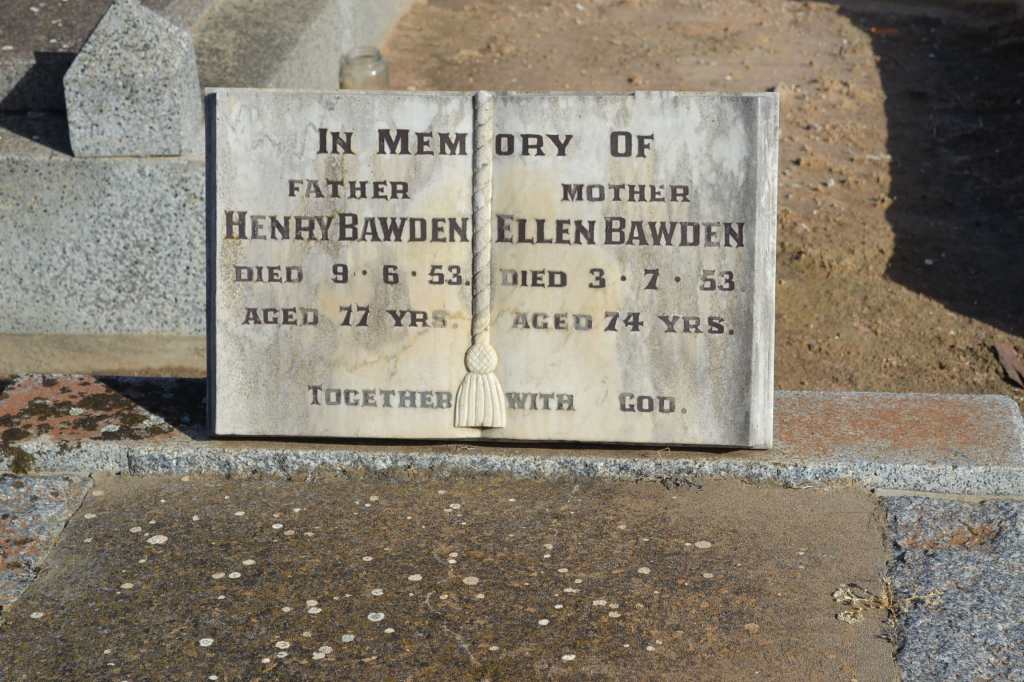 IN MEMORY OF
FATHER MOTHER
HENRY BAWDEN ELLEN BAWDEN
DIED 9·6·53. DIED 3·7·53.
AGED 77 YRS. AGED 74 YRS.
TOGETHER WITH GOD.